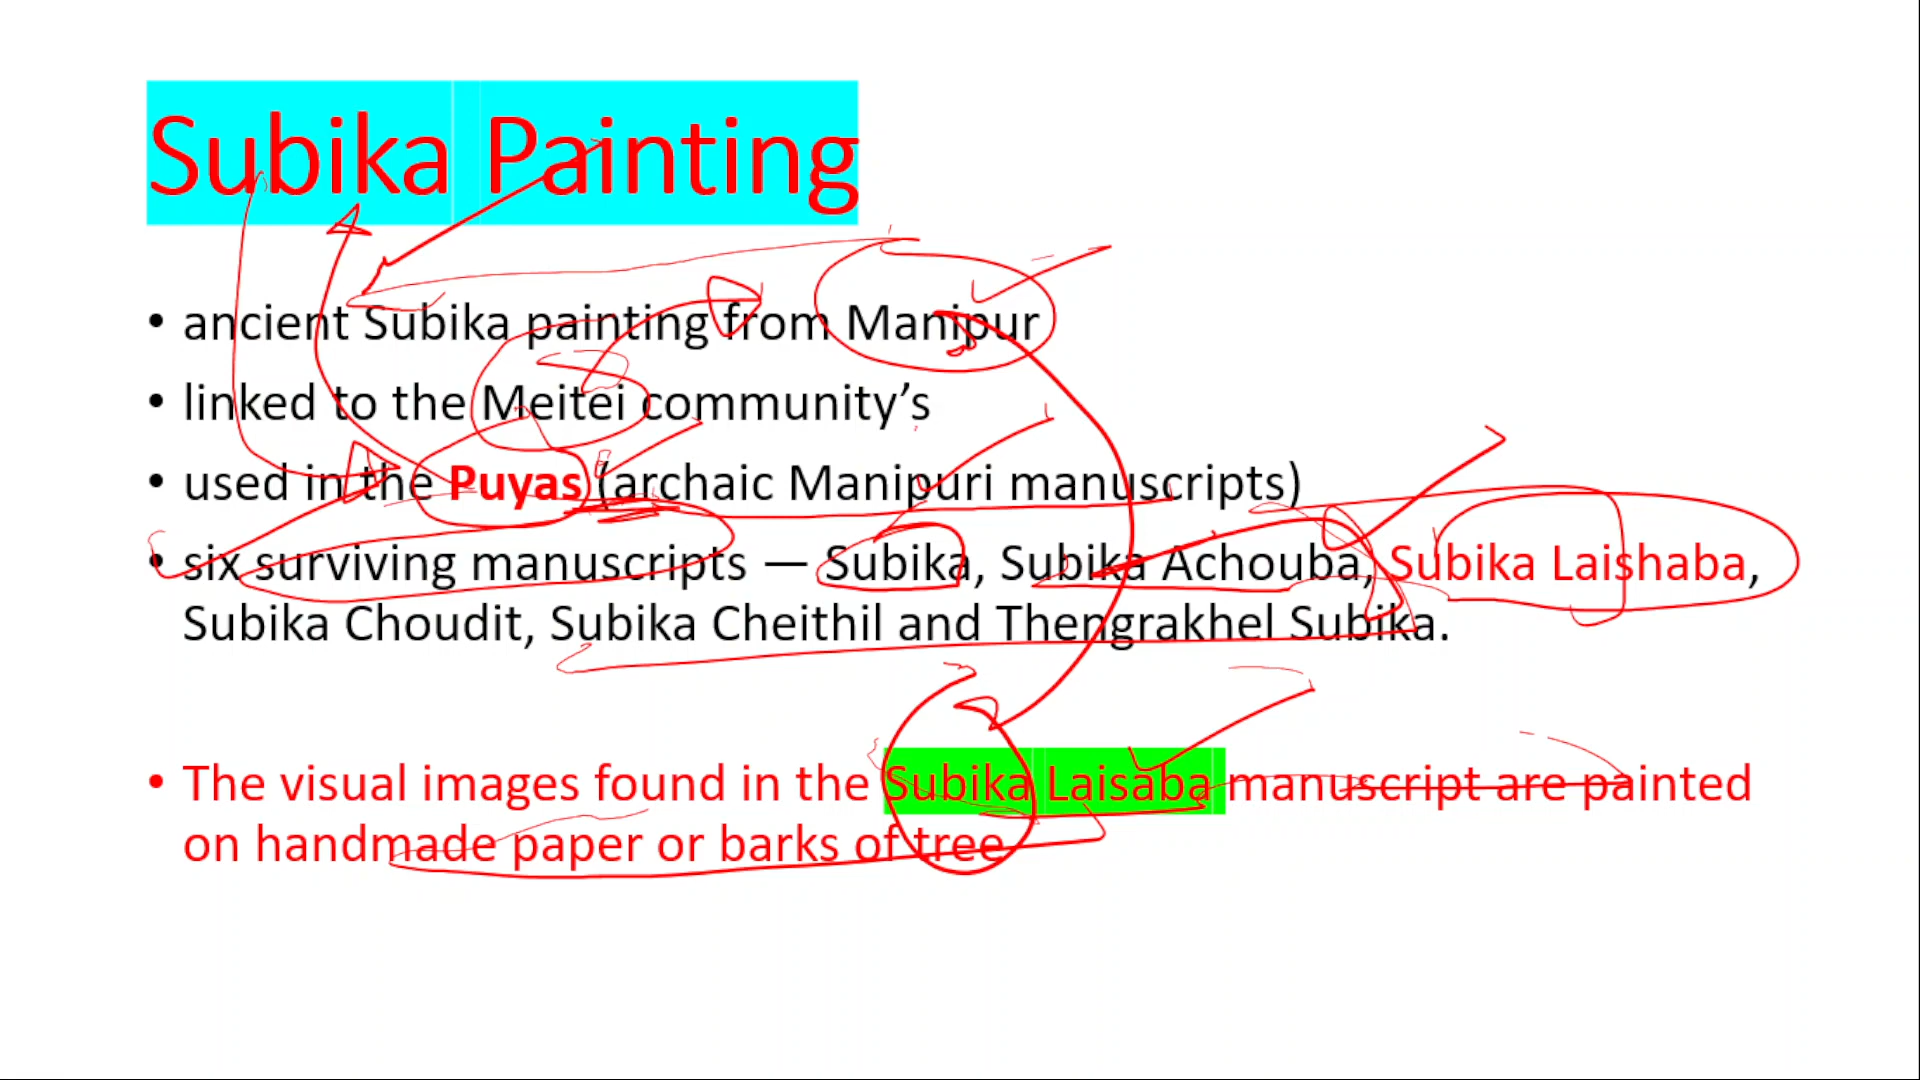 Subika Painting
• ancient Subika painting from Manipur
• linked to the Meitei community’s
• used in the Puyas (archaic Manipuri manuscripts)
• six surviving manuscripts — Subika, Subika Achouba, Subika Laishaba,
Subika Choudit, Subika Cheithil and Thengrakhel Subika.
• The visual images found in the Subika Laisaba manuscript are painted
on handmade paper or barks of tree